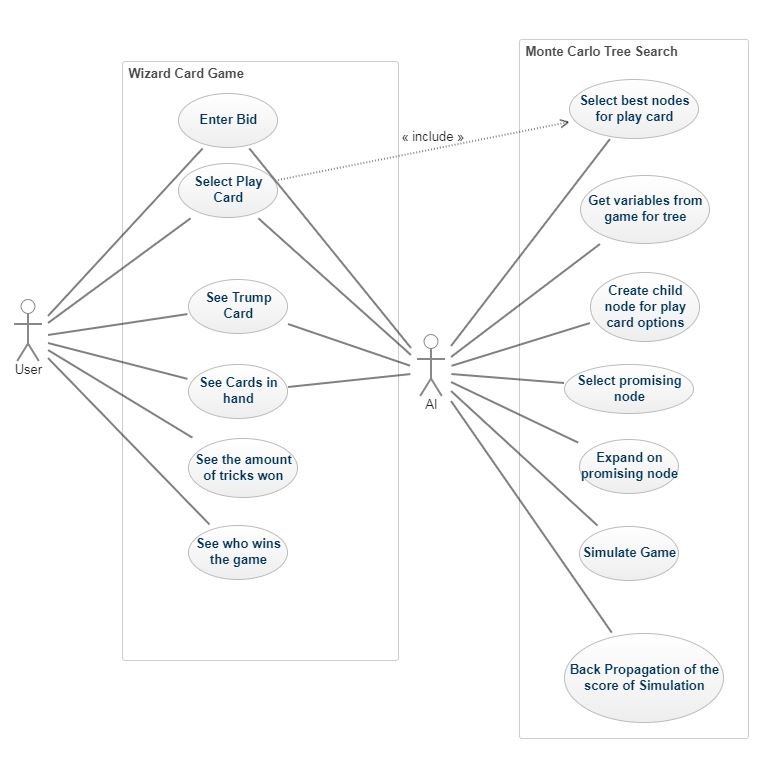 Wizard Card Game
Enter Bid
Select Play
Card
See Trump
Card
See Cards in
hand
See the amount
of tricks won
See who wins
the game
User
« include »
AI
Monte Carlo Tree Search
Select best nodes
for play card
Get variables from
game for tree
Create child
node for play
card options
Select promising
node
Expand on
promising node
Simulate Game
Back Propagation of the
score of Simulation